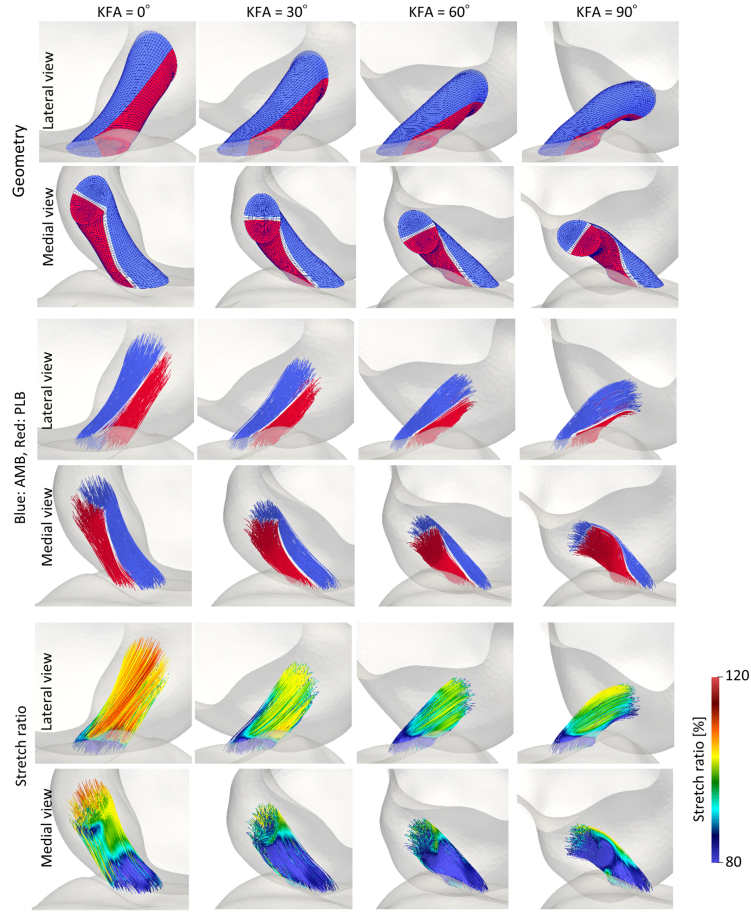 KFA = 0°
KFA = 30°
KFA = 60°
KFA = 90°
Geometry
Lateral view
Medial view
Blue: AMB, Red: PLB
Lateral view
Medial view
Stretch ratio
Lateral view
Medial view
120
Stretch ratio [%]
80